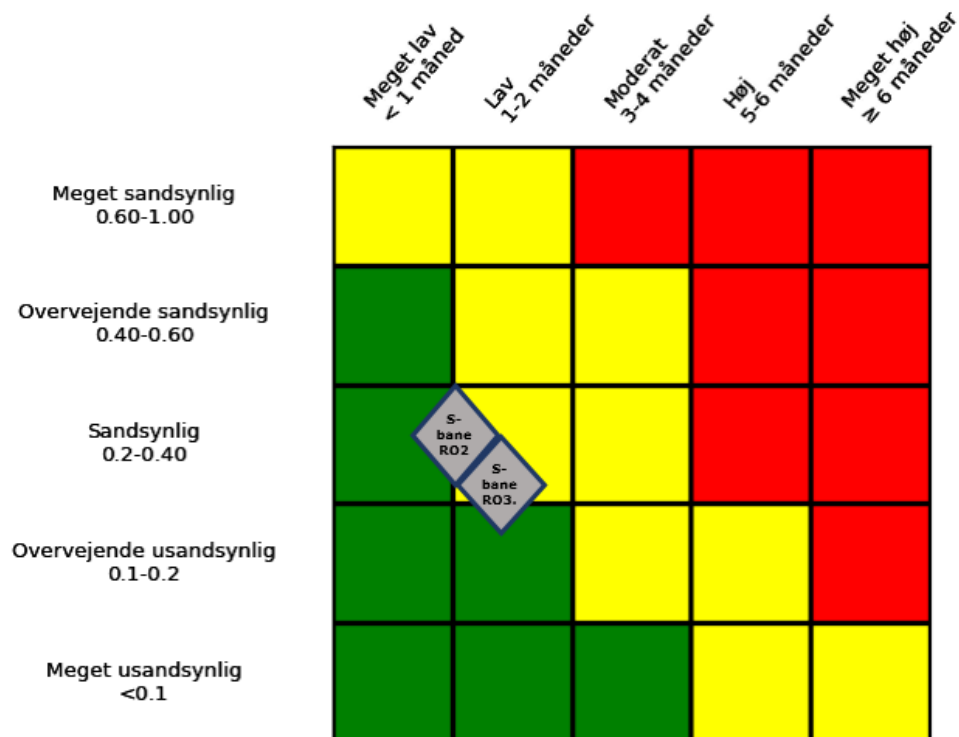 Meget lav
< 1 måned
Lav
1-2 måneder
Moderat
3-4 måneder
Høj
5-6 måneder
Meget høj
≥ 6 måneder
Meget sandsynlig
0.60-1.00
Overvejende sandsynlig
0.40-0.60
Sandsynlig
0.2-0.40
S-
bane
RO2
S-
bane
RO3.
Overvejende usandsynlig
0.1-0.2
Meget usandsynlig
<0.1